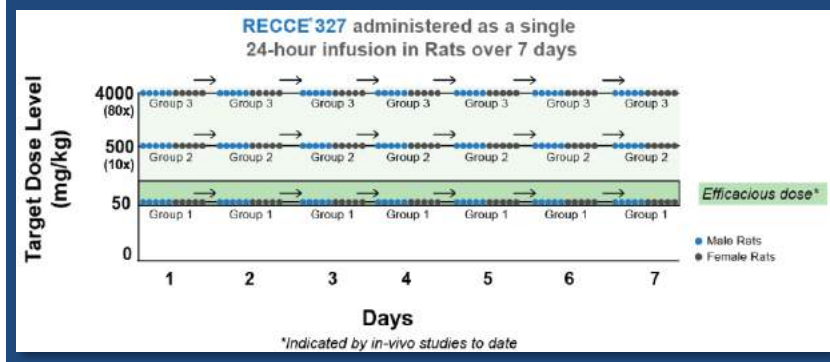 RECCE® 327 administered as a single
24-hour infusion in Rats over 7 days
Target Dose Level
(mg/kg)
4000
(80x)
Group 3 Group 3 Group 3 Group 3 Group 3 Group 3 Group 3
500
(10x)
Group 2 Group 2 Group 2 Group 2 Group 2 Group 2 Group 2
Efficacious dose*
50
Group 1 Group 1 Group 1 Group 1 Group 1 Group 1 Group 1
Male Rats
Female Rats
0
1 2 3 4 5 6 7
Days
*Indicated by in-vivo studies to date